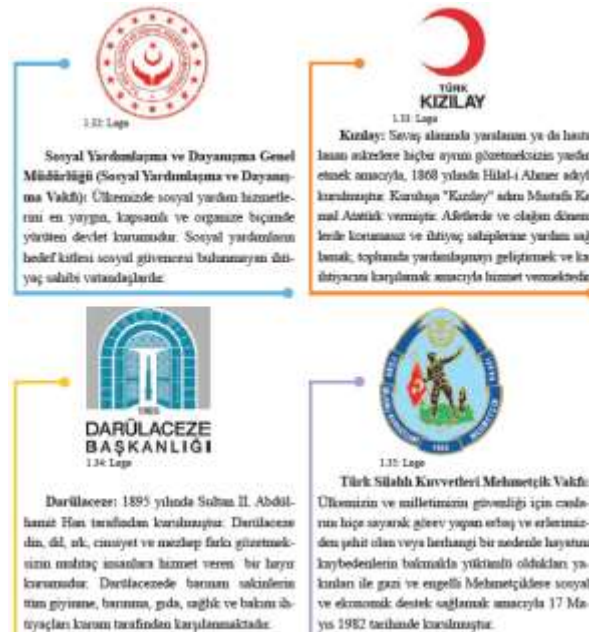 TÜRK
KIZILAY
1.32: Logo
1.33: Logo
Sosyal Yardımlaşma ve Dayanışma Genel
Müdürlüğü (Sosyal Yardımlaşma ve Dayanış-
ma Vakfı): Ülkemizde sosyal yardım hizmetle-
rini en yaygın, kapsamlı ve organize biçimde
yürüten devlet kurumudur. Sosyal yardımların
hedef kitlesi sosyal güvencesi bulunmayan ihti-
yaç sahibi vatandaşlardır.
Kızılay: Savaş alanında yaralanan ya da hasta
lanan askerlere hiçbir ayrım gözetmeksizin yardım
etmek amacıyla, 1868 yılında Hilal-i Ahmer adıyl
kurulmuştur. Kuruluşa "Kızılay" adını Mustafa Ke
mal Atatürk vermiştir. Afetlerde ve olağan dönem
lerde korumasız ve ihtiyaç sahiplerine yardım sağ
lamak, toplumda yardımlaşmayı geliştirmek ve ka
ihtiyacını karşılamak amacıyla hizmet vermektedir
1895
DARÜLACEZE
BAŞKANLIĞI
1.34: Logo
1.35: Logo
Darülaceze: 1895 yılında Sultan II. Abdül-
hamit Han tarafından kurulmuştur. Darülaceze
din, dil, ırk, cinsiyet ve mezhep farkı gözetmek-
sizin muhtaç insanlara hizmet veren bir hayır
kurumudur. Darülacezede barınan sakinlerin
tüm giyinme, barınma, gıda, sağlık ve bakım ih-
tiyaçları kurum tarafından karşılanmaktadır.
Türk Silahlı Kuvvetleri Mehmetçik Vakfı:
Ülkemizin ve milletimizin güvenliği için canla-
rını hiçe sayarak görev yapan erbaş ve erlerimiz-
den şehit olan veya herhangi bir nedenle hayatını
kaybedenlerin bakmakla yükümlü oldukları ya-
kınları ile gazi ve engelli Mehmetçiklere sosyal
ve ekonomik destek sağlamak amacıyla 17 Ma-
yıs 1982 tarihinde kurulmuştur.